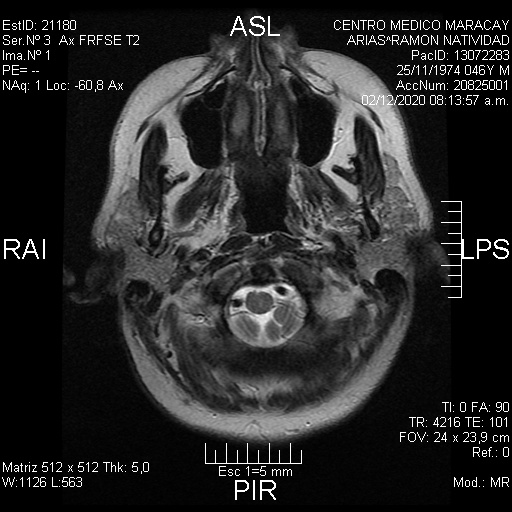 EstID: 21180
Ser.Nº 3 Ax FRFSE T2
Ima.Nº 1
PE= --
NAq: 1 Loc: -60,8 Ax
ASL
CENTRO MEDICO MARACAY
ARIAS^RAMON NATIVIDAD
PacID: 13072283
25/11/1974 046Y M
AccNum: 20825001
02/12/2020 08:13:57 a.m.
RAI
LPS
Matriz 512 x 512 Thk: 5,0
W:1126 L:563
Esc 1=5 mm
PIR
TI: 0 FA: 90
TR: 4216 TE: 101
FOV: 24 x 23,9 cm
Ref.: 0
Mod.: MR